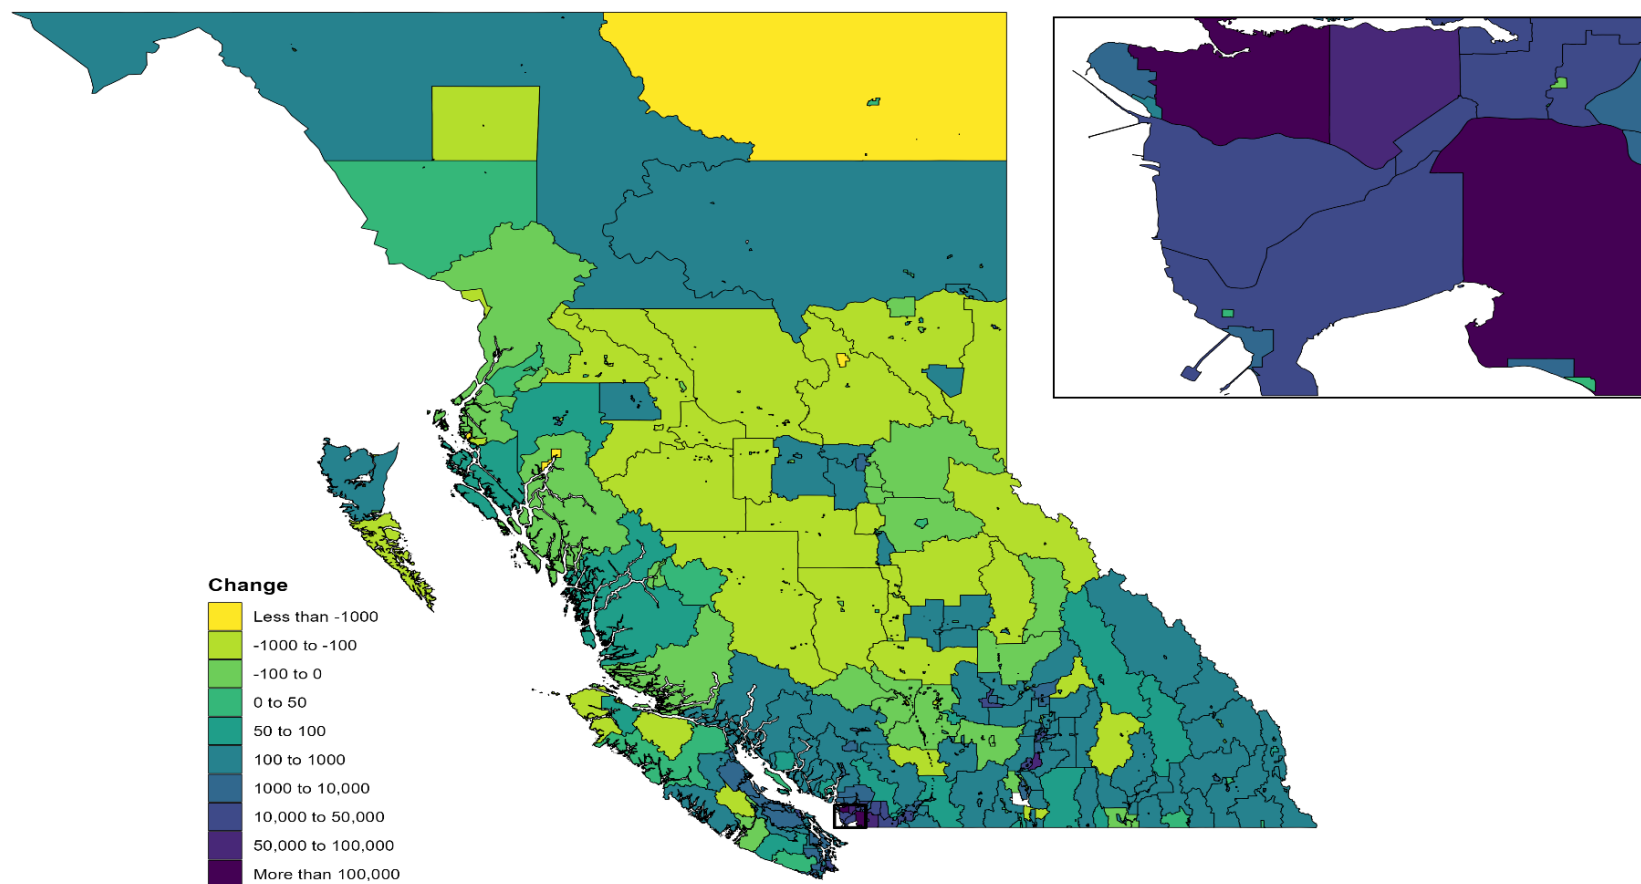 Change
Less than -1000
-1000 to -100
-100 to 0
0 to 50
50 to 100
100 to 1000
1000 to 10,000
10,000 to 50,000
50,000 to 100,000
More than 100,000